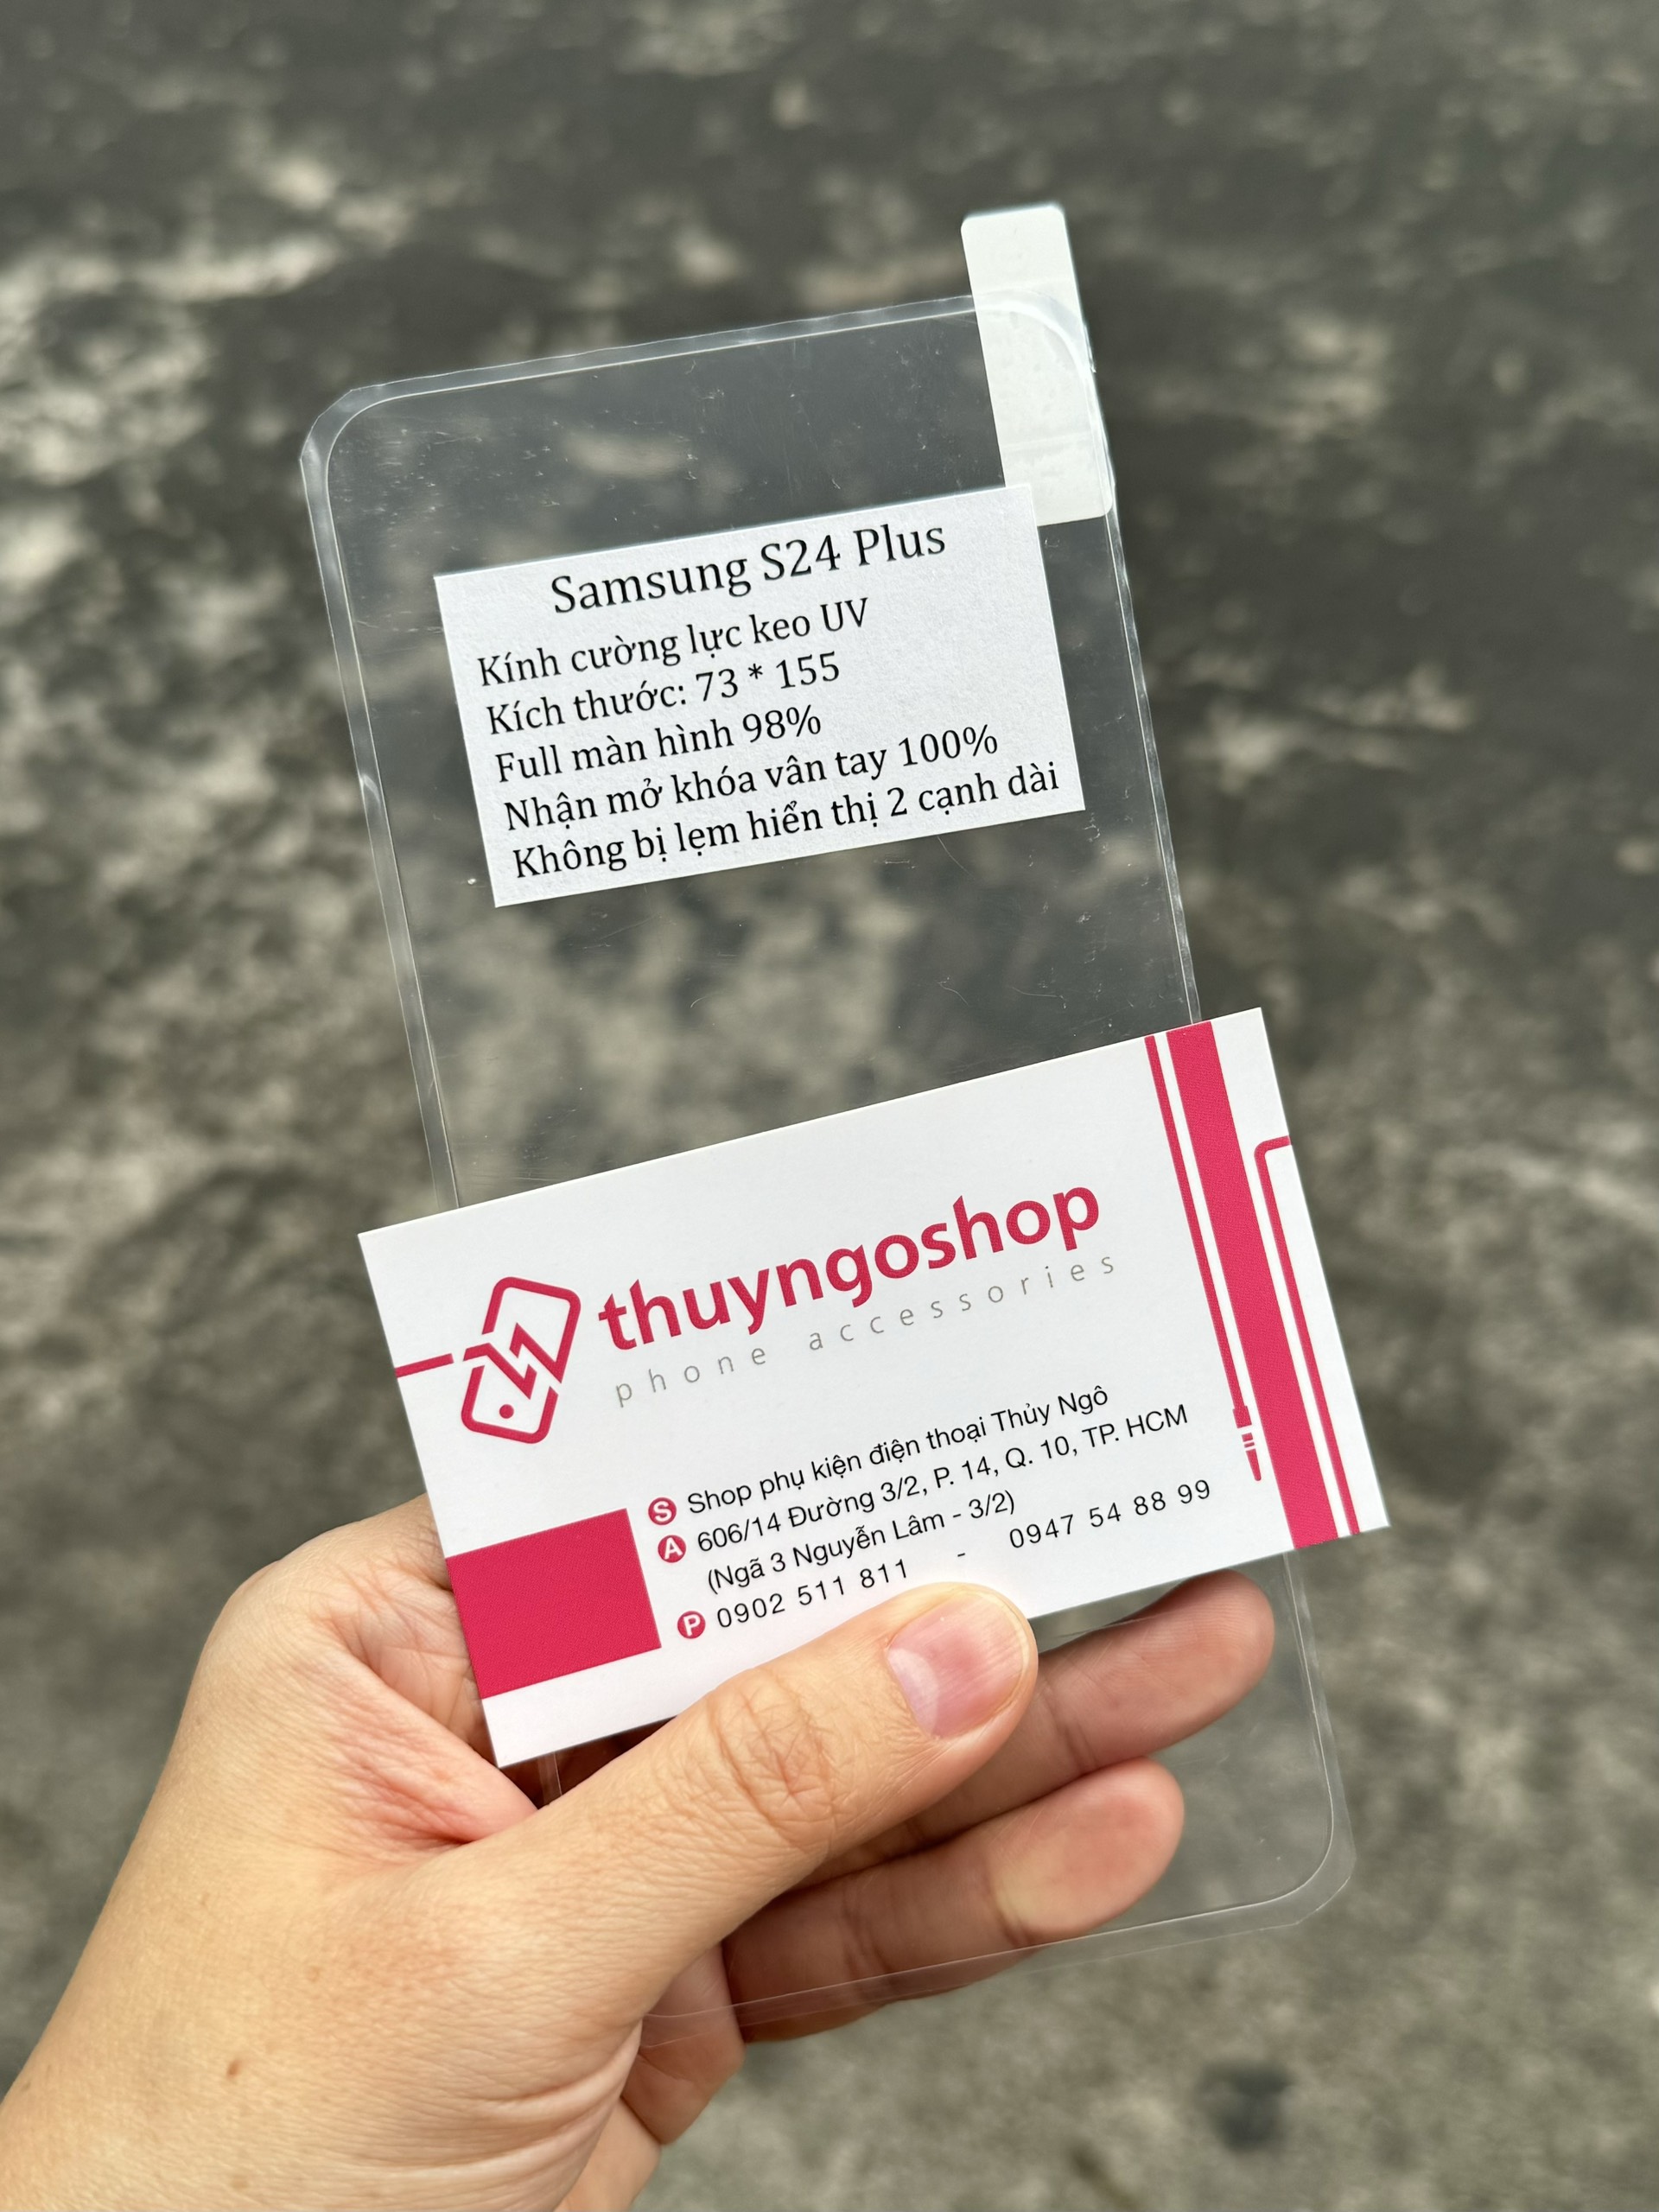 Samsung S24 Plus
Kính cường lực keo UV
Kích thước: 73 * 155
Full màn hình 98%
Nhận mở khóa vân tay 100%
Không bị lẹm hiển thị 2 cạnh dài
thuyngoshop
phone accessories
S Shop phụ kiện điện thoại Thủy Ngô
A 606/14 Đường 3/2, P. 14, Q. 10, TP. HCM
(Ngã 3 Nguyễn Lâm - 3/2)
P 0902 511 811 - 0947 54 88 99